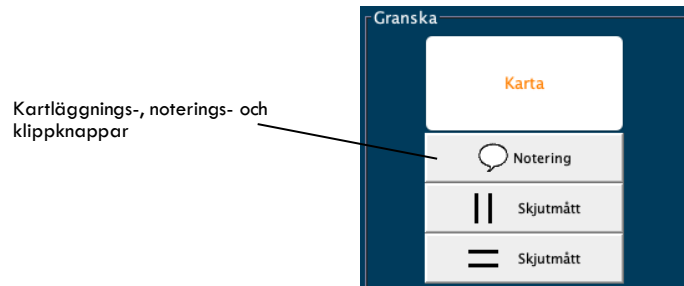 Granska
Karta
Kartläggnings-, noterings- och
klippknappar
Notering
Skjutmått
Skjutmått